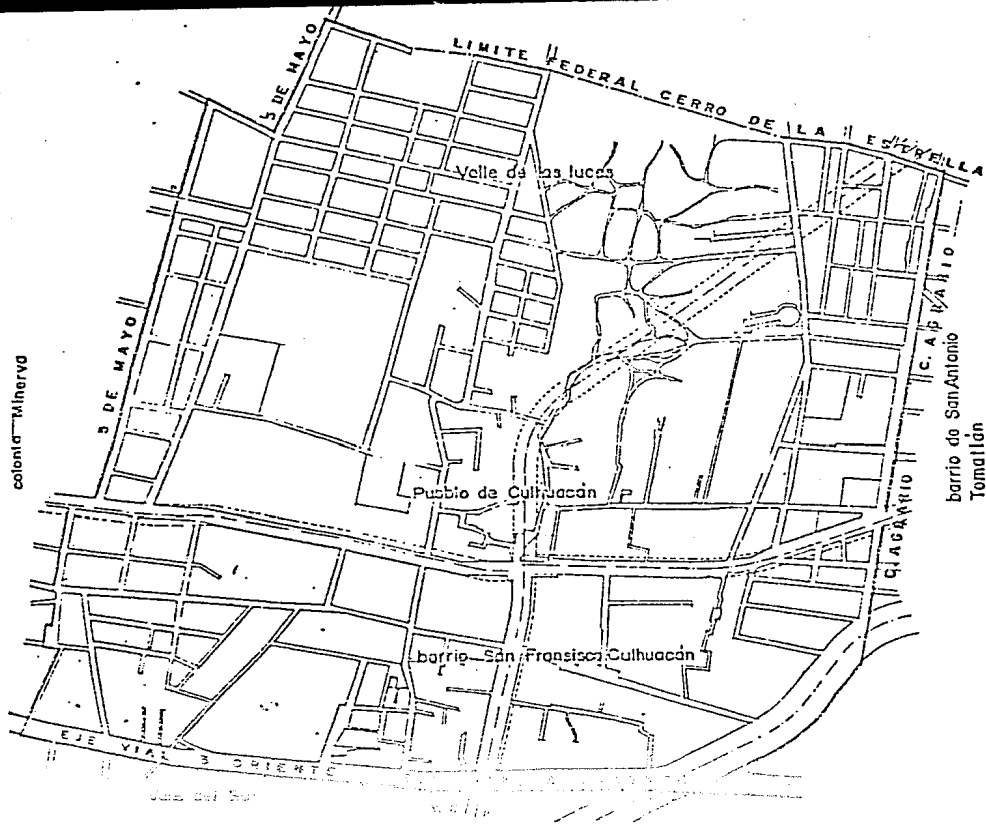 5 DE MAYO
LIMITE FEDERAL CERRO DE LA ESTRELLA
Valle de las luces
C. AGRARIO
barrio de San Antonio
Tomatlán
5 DE MAYO
colonia Minerva
Pueblo de Culhuacán
C. AGRARIO
barrio San Fransisco Culhuacán
EJE VIAL 3 ORIENTE